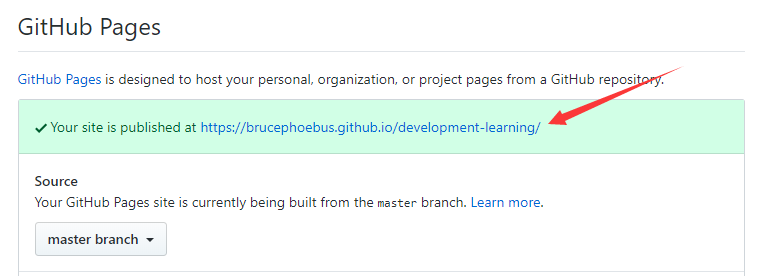 GitHub Pages
GitHub Pages is designed to host your personal, organization, or project pages from a GitHub repository.
Your site is published at https://brucephoebus.github.io/development-learning/
Source
Your GitHub Pages site is currently being built from the master branch. Learn more.
master branch